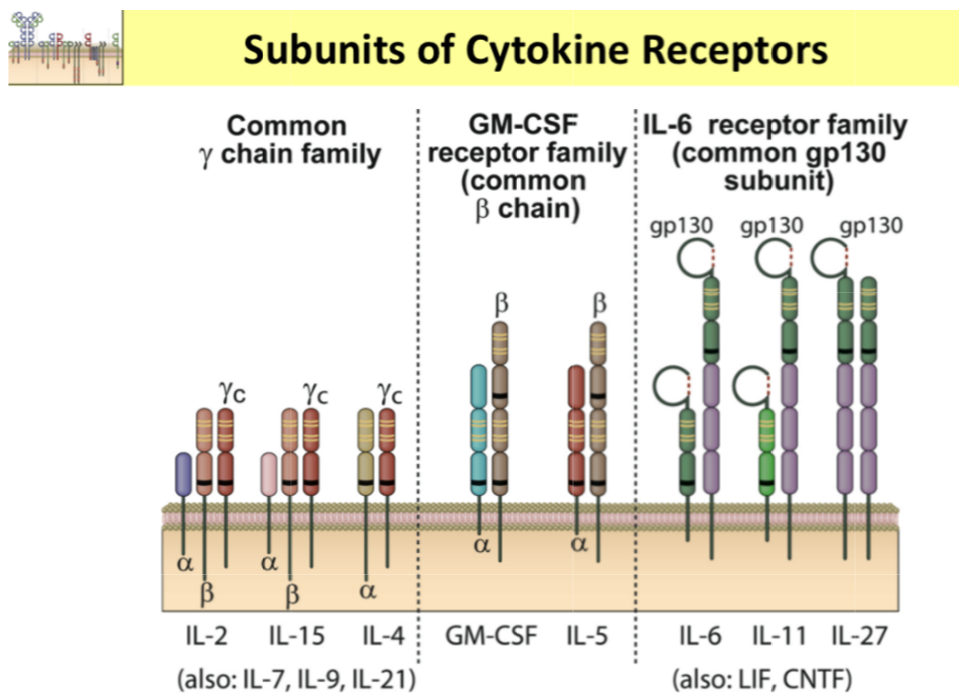 Subunits of Cytokine Receptors
Common
γ chain family
GM-CSF
receptor family
(common
β chain)
IL-6 receptor family
(common gp130
subunit)
gp130
gp130
gp130
β
β
γc
γc
γc
α
β
α
β
α
α
α
IL-2
IL-15
IL-4
GM-CSF
IL-5
IL-6
IL-11
IL-27
(also: IL-7, IL-9, IL-21)
(also: LIF, CNTF)